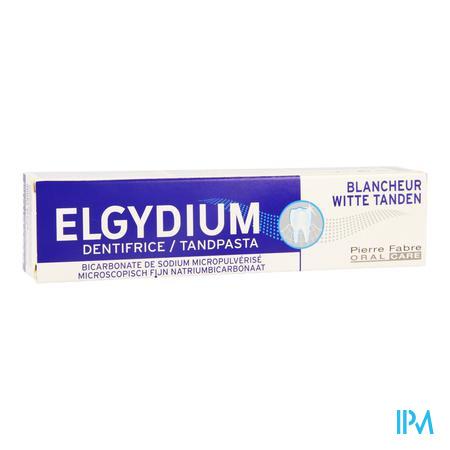 ELGYDIUM
DENTIFRICE / TANDPASTA
BICARBONATE DE SODIUM MICROPULVÉRISÉ
MICROSCOPISCH FIJN NATRIUMBICARBONAAT
BLANCHEUR
WITTE TANDEN
Pierre Fabre
ORAL CARE
IPM